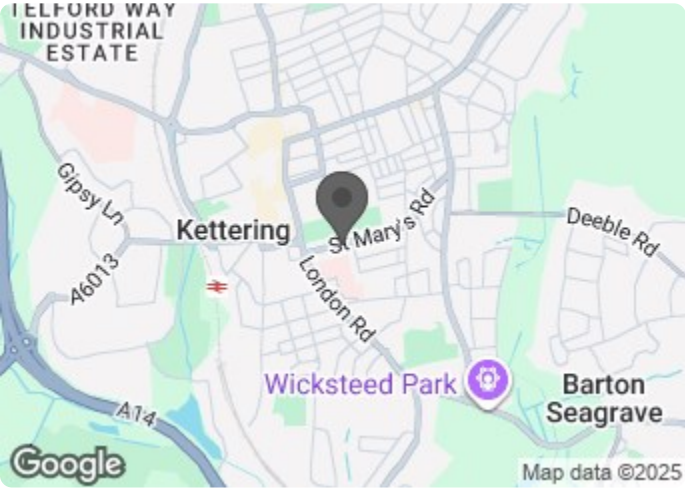 TELFORD WAY
INDUSTRIAL
ESTATE
Gipsy Ln
Kettering
St Mary's Rd
Deeble Rd
A6013
London Rd
Wicksteed Park
Barton
Seagrave
A14
Google
Map data ©2025